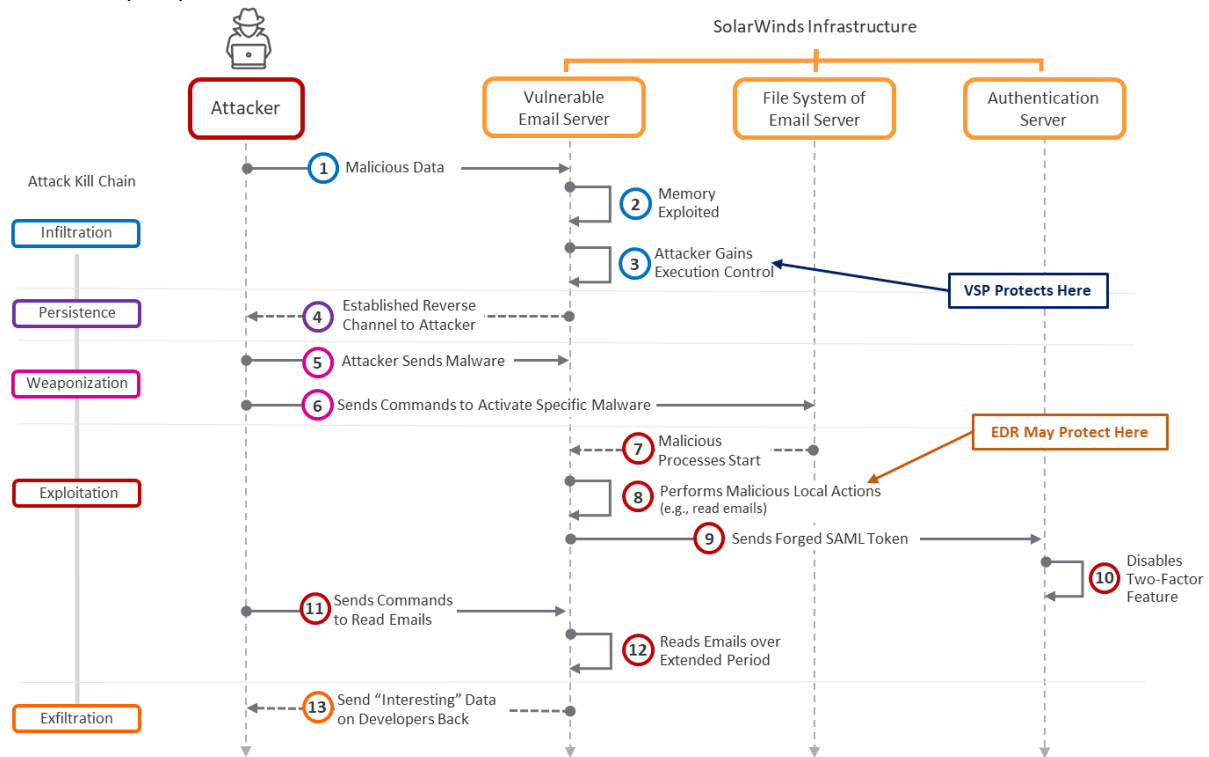 SolarWinds Infrastructure
Attacker
Vulnerable
Email Server
File System of
Email Server
Authentication
Server
Attack Kill Chain
1 Malicious Data
2 Memory
Exploited
Infiltration
3 Attacker Gains
Execution Control
VSP Protects Here
Persistence
4 Established Reverse
Channel to Attacker
5 Attacker Sends Malware
Weaponization
6 Sends Commands to Activate Specific Malware
EDR May Protect Here
7 Malicious
Processes Start
Exploitation
8 Performs Malicious Local Actions
(e.g., read emails)
9 Sends Forged SAML Token
10 Disables
Two-Factor
Feature
11 Sends Commands
to Read Emails
12 Reads Emails over
Extended Period
13 Send “Interesting” Data
on Developers Back
Exfiltration